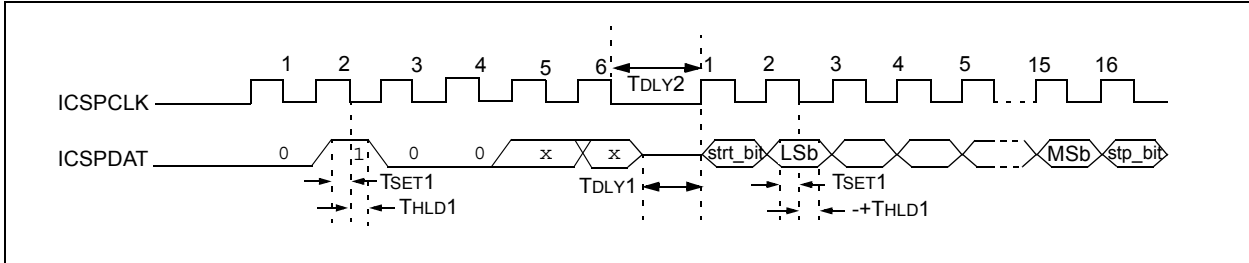 1 2 3 4 5 6 TDLY2 1 2 3 4 5 15 16
ICSPCLK
ICSPDAT 0 1 0 0 x x strt_bit LSb MSb stp_bit
TSET1 TDLY1 TSET1
THLD1 -+THLD1